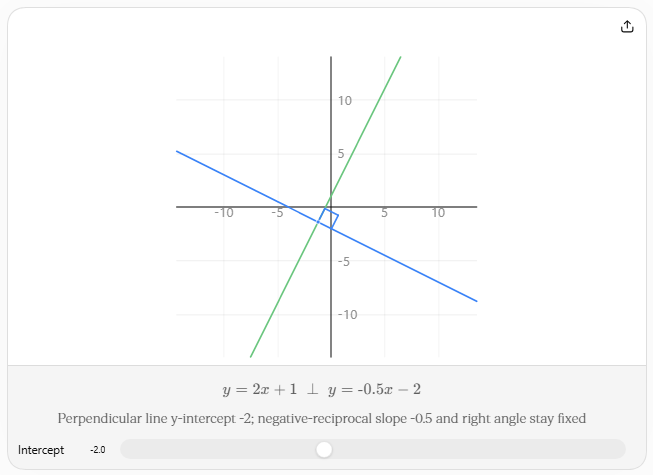 10
5
-10
-5
5
10
-5
-10
y = 2x + 1 ⊥ y = -0.5x − 2
Perpendicular line y-intercept -2; negative-reciprocal slope -0.5 and right angle stay fixed
Intercept -2.0